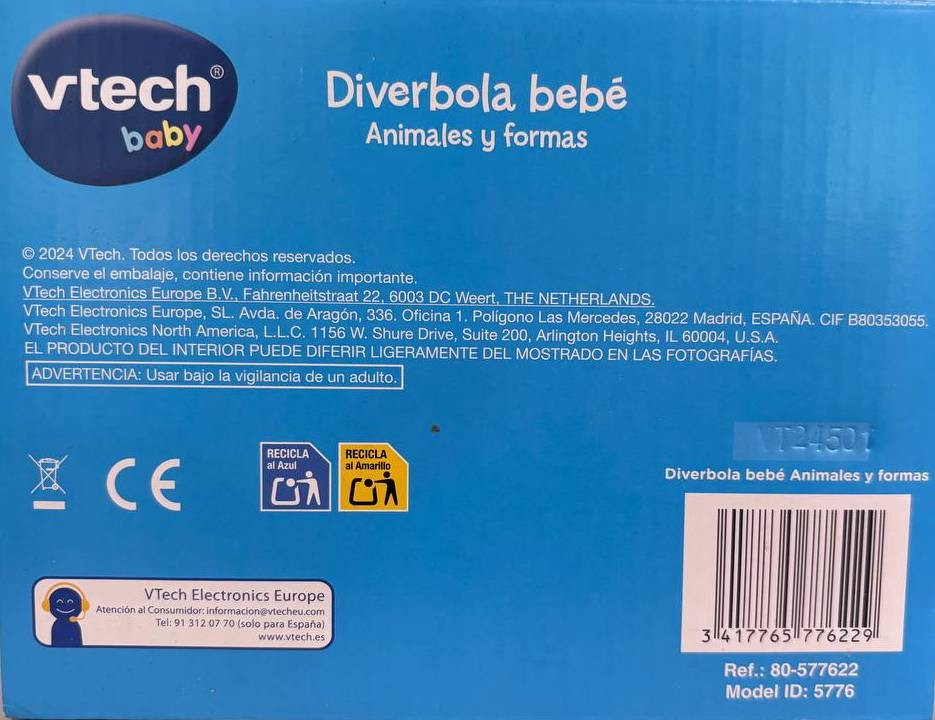 vtech®
baby
Diverbola bebé
Animales y formas
© 2024 VTech. Todos los derechos reservados.
Conserve el embalaje, contiene información importante.
VTech Electronics Europe B.V., Fahrenheitstraat 22, 6003 DC Weert, THE NETHERLANDS.
VTech Electronics Europe, SL. Avda. de Aragón, 336. Oficina 1. Polígono Las Mercedes, 28022 Madrid, ESPAÑA. CIF B80353055.
VTech Electronics North America, L.L.C. 1156 W. Shure Drive, Suite 200, Arlington Heights, IL 60004, U.S.A.
EL PRODUCTO DEL INTERIOR PUEDE DIFERIR LIGERAMENTE DEL MOSTRADO EN LAS FOTOGRAFÍAS.
ADVERTENCIA: Usar bajo la vigilancia de un adulto.
CE
RECICLA
al Azul
RECICLA
al Amarillo
VTech Electronics Europe
Atención al Consumidor: informacion@vtecheu.com
Tel: 91 312 07 70 (solo para España)
www.vtech.es
Diverbola bebé Animales y formas
3 417765 776229
Ref.: 80-577622
Model ID: 5776